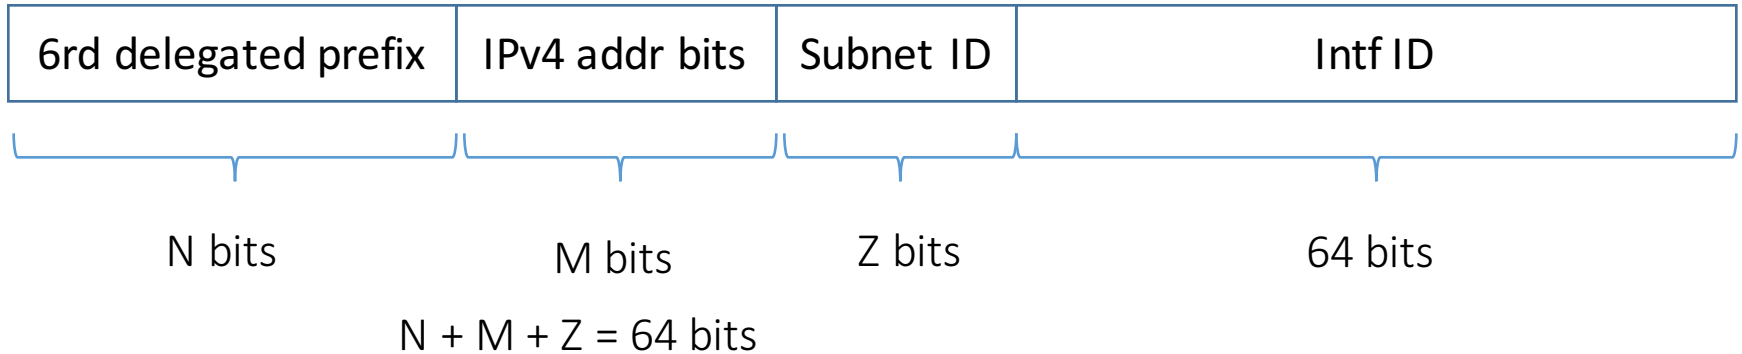 6rd delegated prefix IPv4 addr bits Subnet ID Intf ID
N bits M bits Z bits 64 bits
N + M + Z = 64 bits